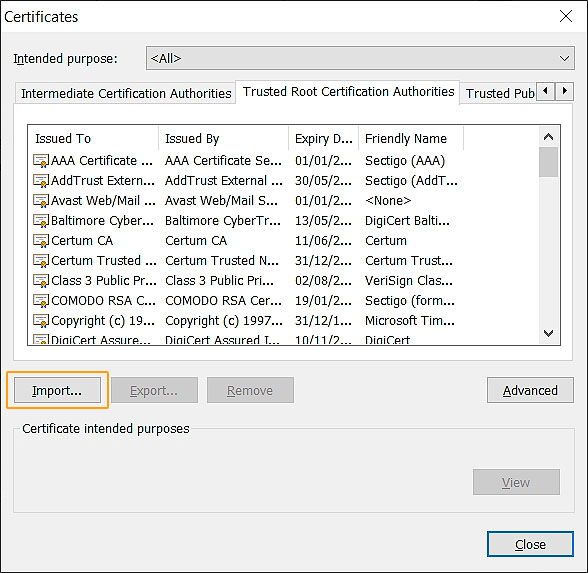 Certificates
Intended purpose: <All>
Intermediate Certification Authorities Trusted Root Certification Authorities Trusted Pub
Issued To Issued By Expiry D... Friendly Name
AAA Certificate ... AAA Certificate Se... 01/01/2... Sectigo (AAA)
AddTrust Extern... AddTrust External ... 30/05/2... Sectigo (AddT...
Avast Web/Mail ... Avast Web/Mail S... 01/01/2... <None>
Baltimore CyberT... Baltimore CyberTr... 13/05/2... DigiCert Balti...
Certum CA Certum CA 11/06/2... Certum
Certum Trusted ... Certum Trusted N... 31/12/2... Certum Trust...
Class 3 Public Pr... Class 3 Public Pri... 02/08/2... VeriSign Clas...
COMODO RSA Cer... COMODO RSA Cer... 19/01/2... Sectigo (form...
Copyright (c) 19... Copyright (c) 1997... 31/12/1... Microsoft Tim...
DigiCert Assured... DigiCert Assured I... 10/11/2... DigiCert
Import... Export... Remove Advanced
Certificate intended purposes
View
Close